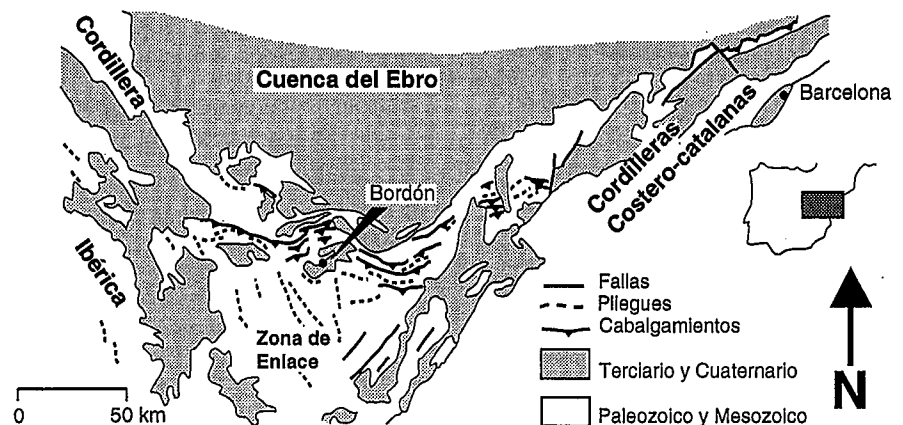 Cordillera
Cuenca del Ebro
Barcelona
Cordilleras
Costero-catalanas
Bordón
Ibérica
Zona de
Enlace
Fallas
Pliegues
Cabalgamientos
Terciario y Cuaternario
Paleozoico y Mesozoico
N
0 50 km